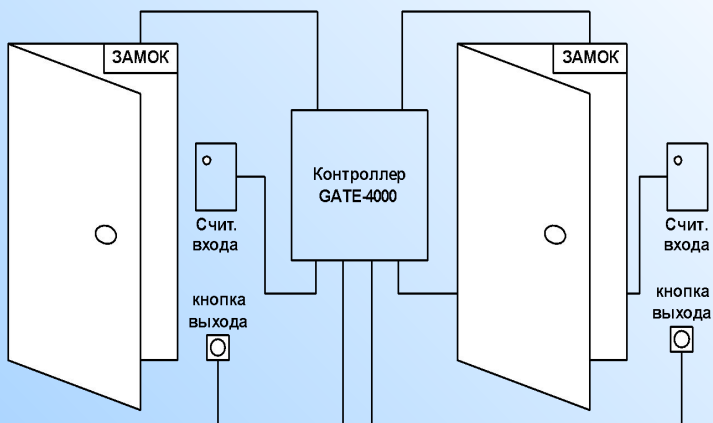 ЗАМОК
ЗАМОК
Контроллер
GATE-4000
Счит.
входа
Счит.
входа
кнопка
выхода
кнопка
выхода